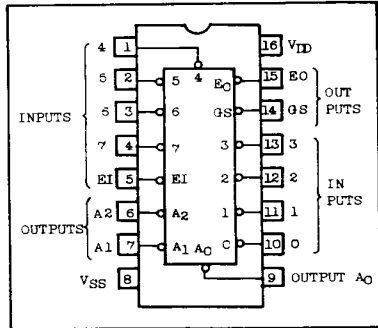 4 1 4 16 VDD
5 2 5 EO 15 EO
6 3 6 GS 14 GS
OUT
PUTS
INPUTS
7 4 7 3 13 3
EI 5 EI 2 12 2
IN
PUTS
A2 6 A2 1 11 1
OUTPUTS
A1 7 A1 AO C 10 O
VSS 8 9 OUTPUT AO